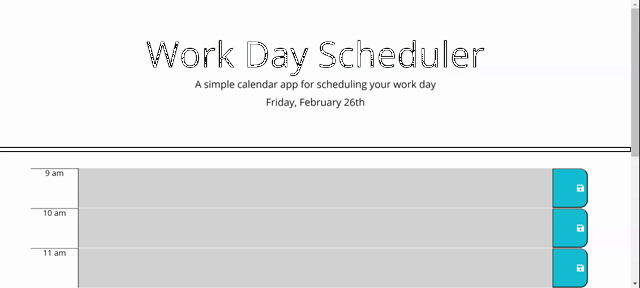 Work Day Scheduler
A simple calendar app for scheduling your work day
Friday, February 26th
9 am
10 am
11 am